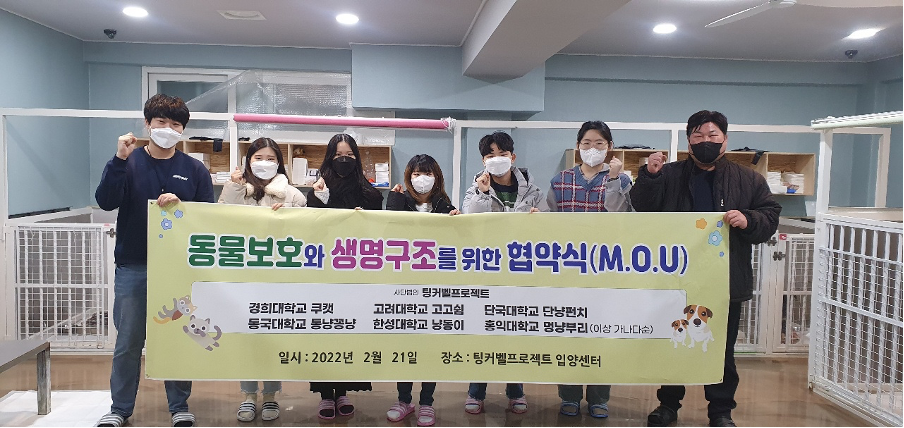 동물보호와 생명구조를 위한 협약식(M.O.U)
사단법인 팅커벨프로젝트
경희대학교 쿠캣 고려대학교 고고쉼 단국대학교 단냥펀치
동국대학교 동냥꽁냥 한성대학교 냥동이 홍익대학교 명냥부리(이상 가나다순)
일시 : 2022년 2월 21일 장소 : 팅커벨프로젝트 입양센터